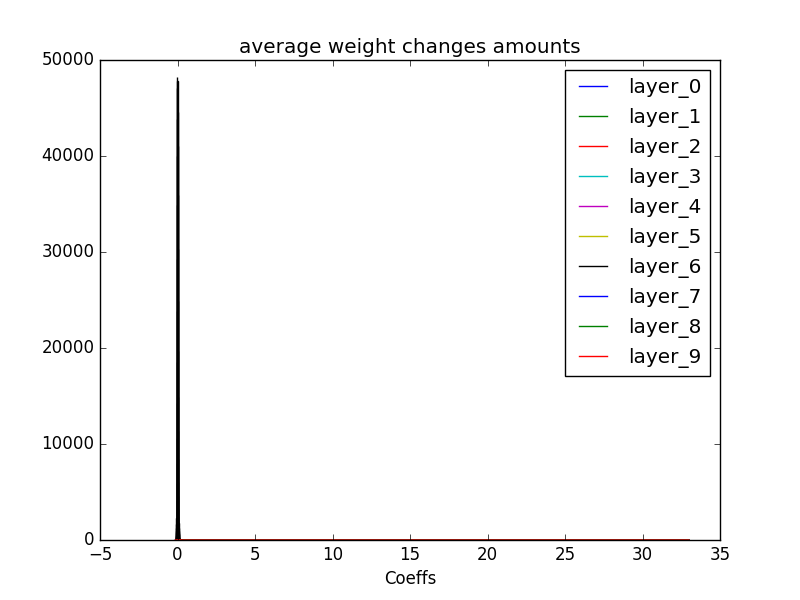 average weight changes amounts
50000
40000
30000
20000
10000
0
−5
0
5
10
15
20
25
30
35
Coeffs
layer_0
layer_1
layer_2
layer_3
layer_4
layer_5
layer_6
layer_7
layer_8
layer_9